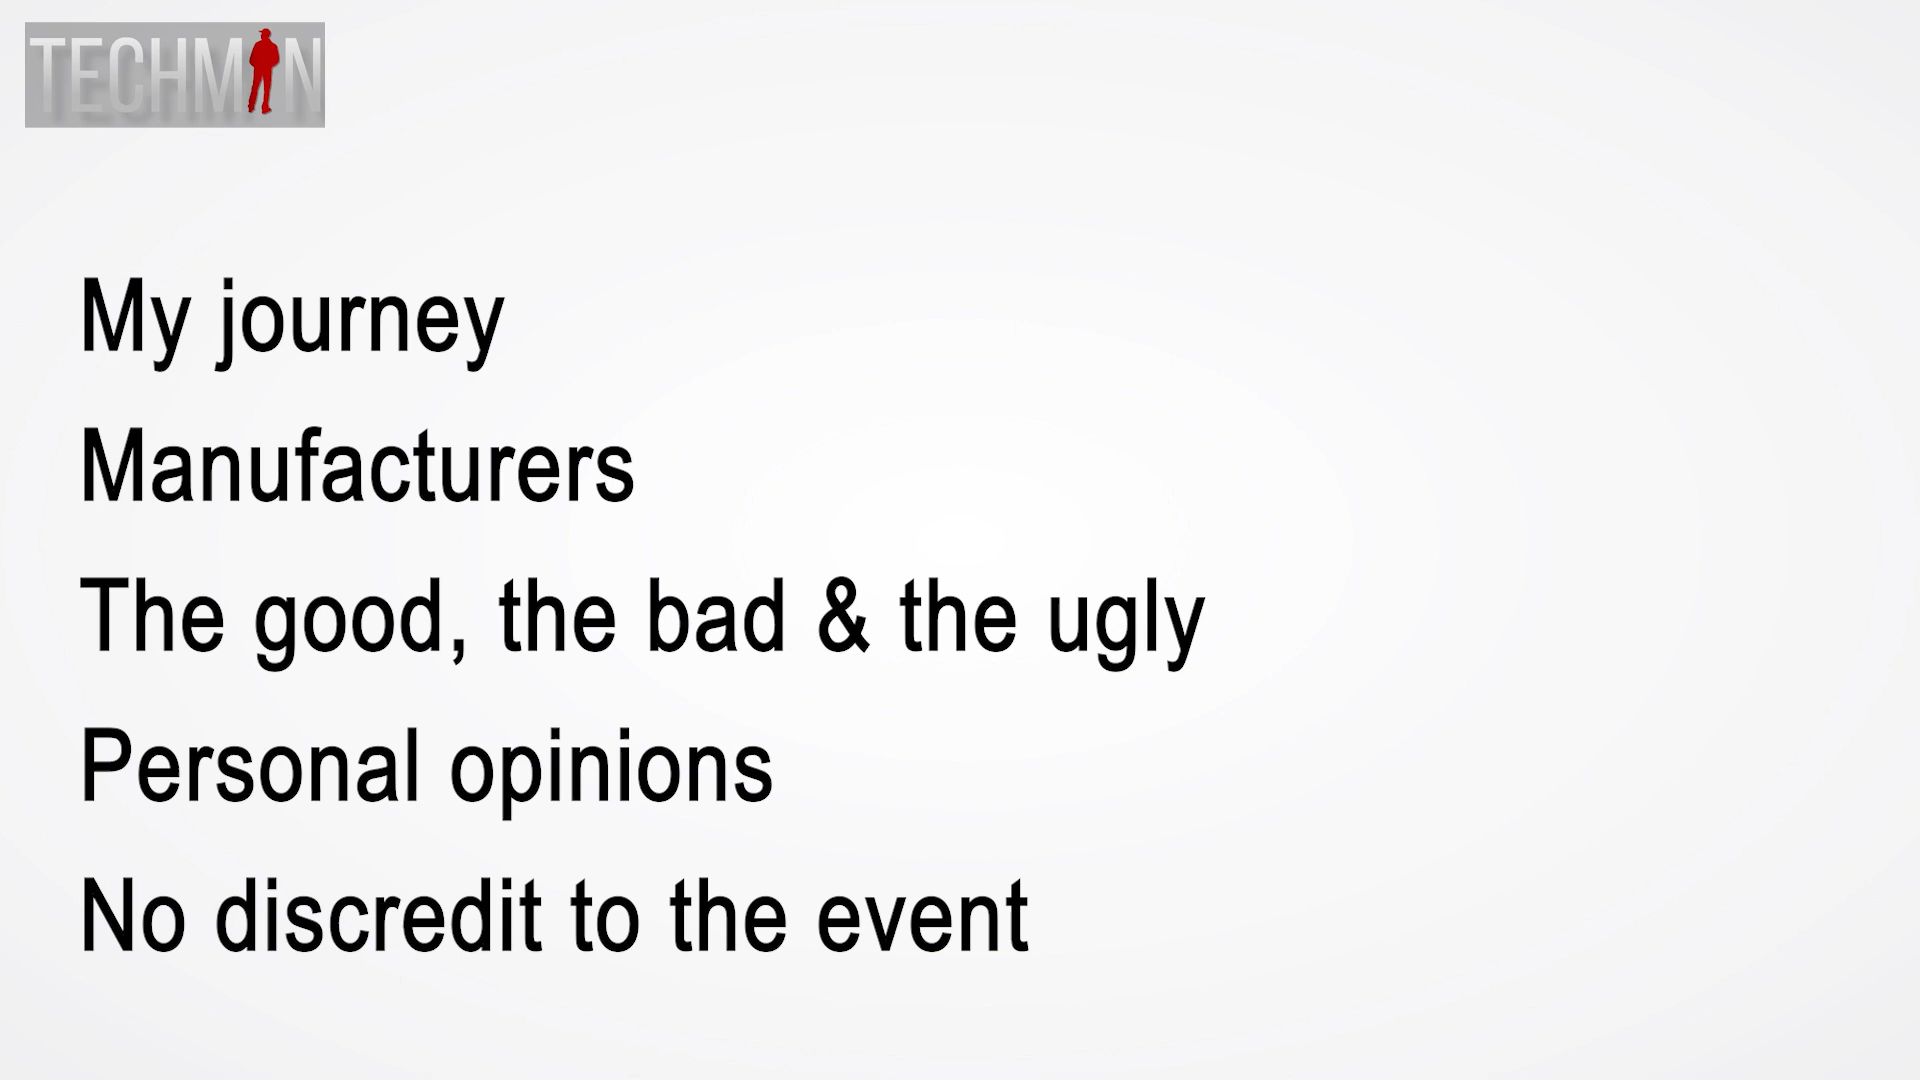 TECHMAN
My journey
Manufacturers
The good, the bad & the ugly
Personal opinions
No discredit to the event